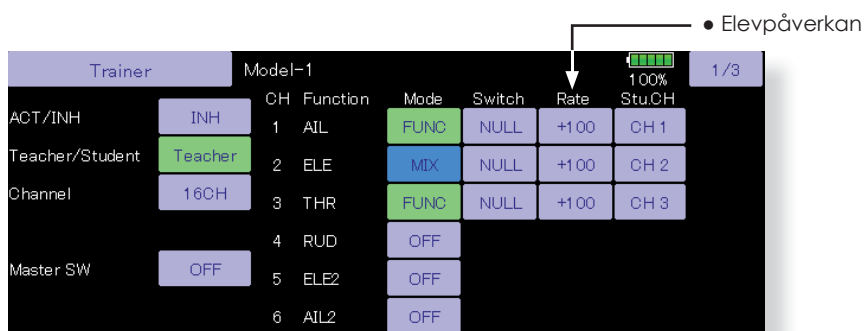 ● Elevpåverkan
Trainer Model-1 100% 1/3
CH Function Mode Switch Rate Stu.CH
ACT/INH INH
1 AIL FUNC NULL +100 CH 1
Teacher/Student Teacher
2 ELE MIX NULL +100 CH 2
Channel 16CH
3 THR FUNC NULL +100 CH 3
4 RUD OFF
Master SW OFF
5 ELE2 OFF
6 AIL2 OFF